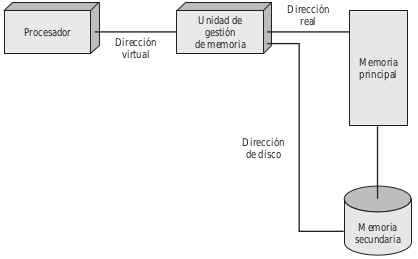 Procesador
Dirección
virtual
Unidad de
gestión
de memoria
Dirección
real
Memoria
principal
Dirección
de disco
Memoria
secundaria